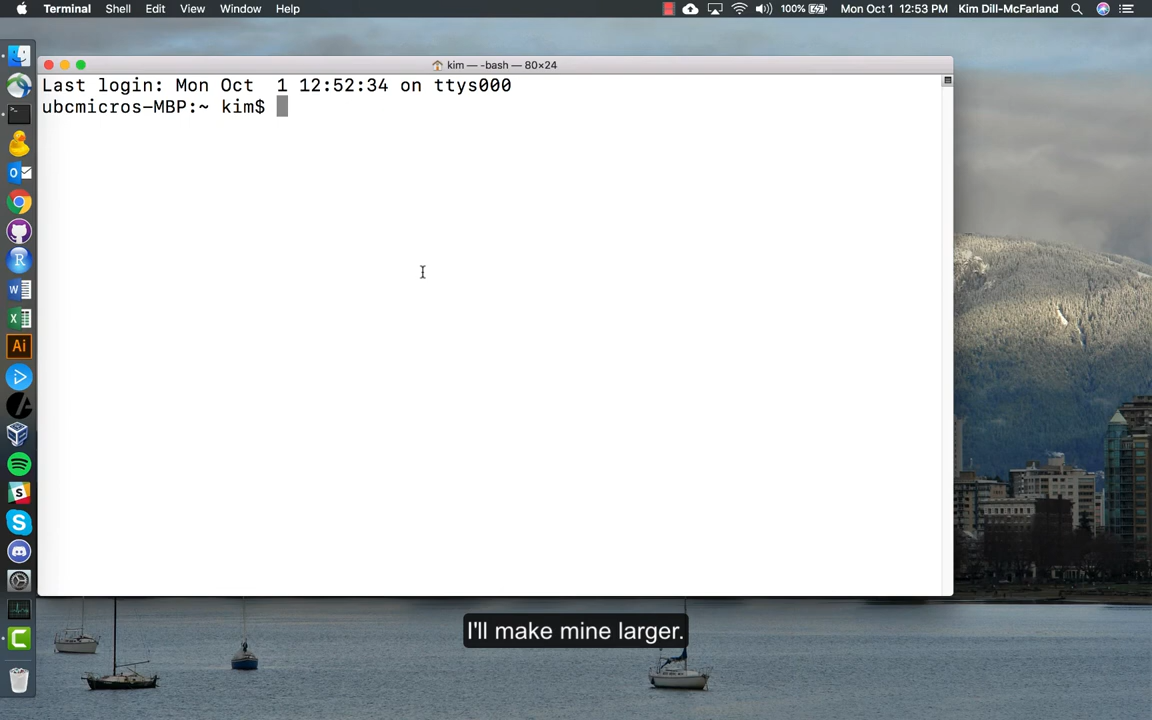 Terminal Shell Edit View Window Help 100% Mon Oct 1 12:53 PM Kim Dill-McFarland
kim — -bash — 80×24
Last login: Mon Oct  1 12:52:34 on ttys000
ubcmicros-MBP:~ kim$
R
W
X
Ai
S
S
C
I'll make mine larger.